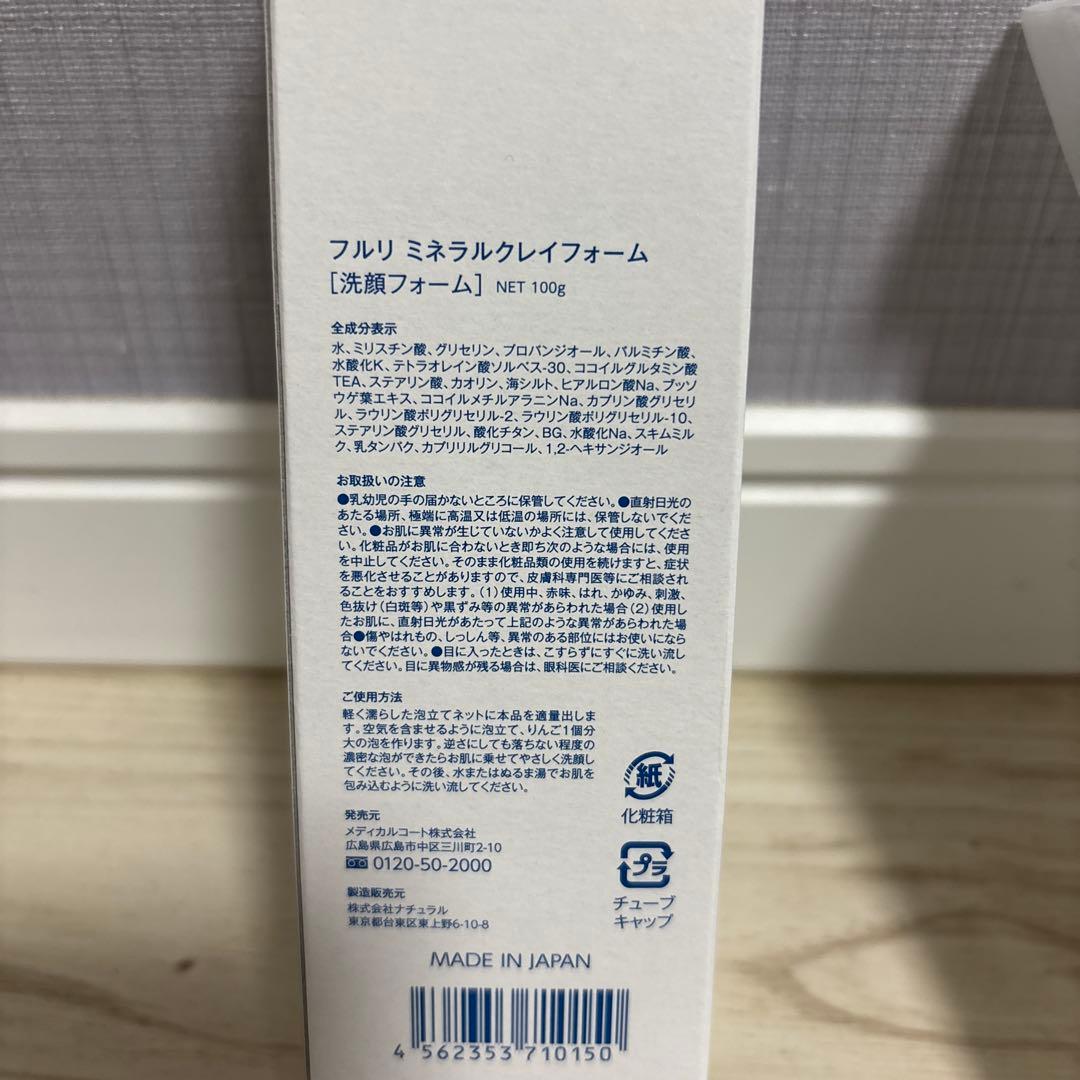 フルリ ミネラルクレイフォーム
[洗顔フォーム] NET 100g
全成分表示
水、ミリスチン酸、グリセリン、プロパンジオール、パルミチン酸、
水酸化K、テトラオレイン酸ソルベス-30、ココイルグルタミン酸
TEA、ステアリン酸、カオリン、海シルト、ヒアルロン酸Na、ブッソ
ウゲ葉エキス、ココイルメチルアラニンNa、カプリン酸グリセリ
ル、ラウリン酸ポリグリセリル-2、ラウリン酸ポリグリセリル-10、
ステアリン酸グリセリル、酸化チタン、BG、水酸化Na、スキムミル
ク、乳タンパク、カプリリルグリコール、1,2-ヘキサンジオール
お取扱いの注意
●乳幼児の手の届かないところに保管してください。●直射日光の
あたる場所、極端に高温又は低温の場所には、保管しないでくだ
さい。●お肌に異常が生じていないかよく注意して使用してくださ
い。化粧品がお肌に合わないとき即ち次のような場合には、使用
を中止してください。そのまま化粧品類の使用を続けますと、症状
を悪化させることがありますので、皮膚科専門医等にご相談され
ることをおすすめします。(1)使用中、赤味、はれ、かゆみ、刺激、
色抜け(白斑等)や黒ずみ等の異常があらわれた場合(2)使用し
たお肌に、直射日光があたって上記のような異常があらわれた場
合●傷やはれもの、しっしん等、異常のある部位にはお使いになら
ないでください。●目に入ったときは、こすらずにすぐに洗い流し
てください。目に異物感が残る場合は、眼科医にご相談ください。
ご使用方法
軽く濡らした泡立てネットに本品を適量出しま
す。空気を含ませるように泡立て、りんご1個分
大の泡を作ります。逆さにしても落ちない程度の
濃密な泡ができたらお肌に乗せてやさしく洗顔し
てください。その後、水またはぬるま湯でお肌を
包み込むように洗い流してください。
紙
化粧箱
発売元
メディカルコート株式会社
広島県広島市中区三川町2-10
0120-50-2000
プラ
チューブ
キャップ
製造販売元
株式会社ナチュラル
東京都台東区東上野6-10-8
MADE IN JAPAN
4 562353 710150